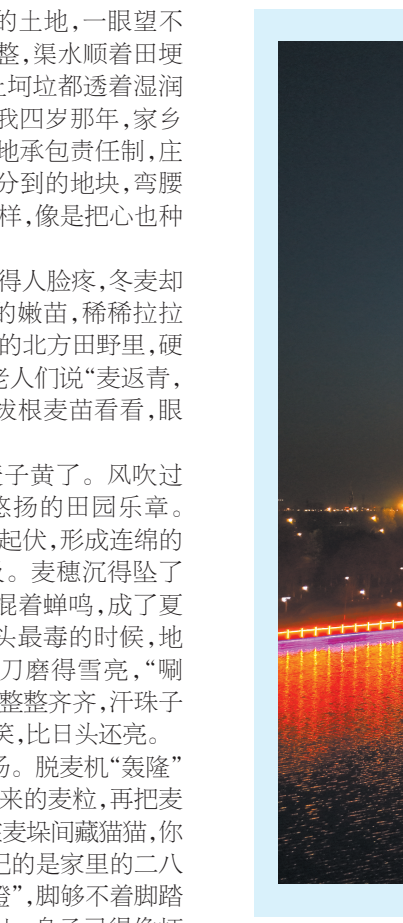 的土地,一眼望不
整,渠水顺着田埂
土坷垃都透着湿润
我四岁那年,家乡
地承包责任制,庄
分到的地块,弯腰
样,像是把心也种
得人脸疼,冬麦却
的嫩苗,稀稀拉拉
的北方田野里,硬
老人们说“麦返青,
拔根麦苗看看,眼
麦子黄了。风吹过
悠扬的田园乐章。
起伏,形成连绵的
。麦穗沉得坠了
混着蝉鸣,成了夏
头最毒的时候,地
刀磨得雪亮,“唰
整整齐齐,汗珠子
笑,比日头还亮。
场。脱麦机“轰隆”
来的麦粒,再把麦
在麦垛间藏猫猫,你
记的是家里的二八
蹬”,脚够不着脚踏